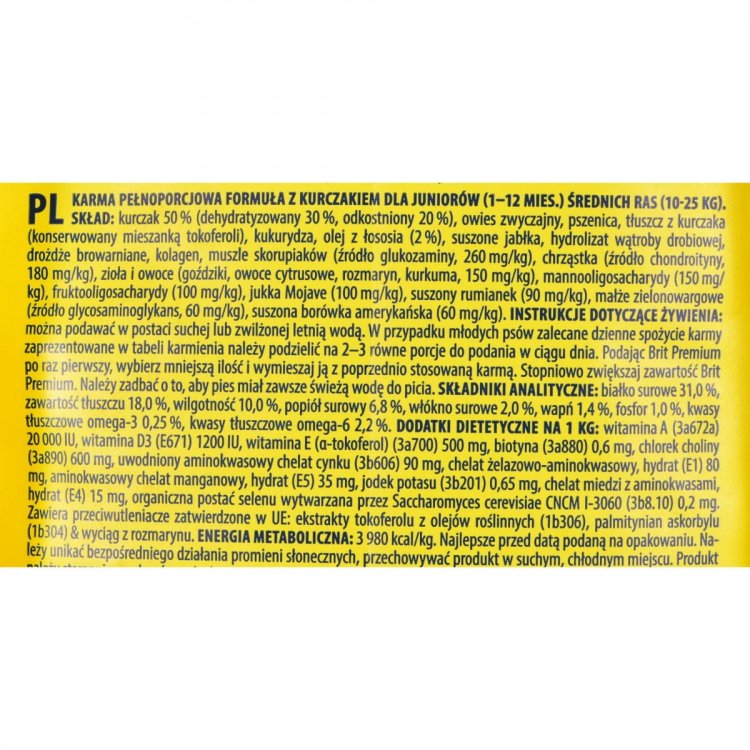 PL KARMA PEŁNOPORCJOWA FORMUŁA Z KURCZAKIEM DLA JUNIORÓW (1–12 MIES.) ŚREDNICH RAS (10-25 KG).
SKŁAD: kurczak 50 % (dehydratyzowany 30 %, odkostniony 20 %), owies zwyczajny, pszenica, tłuszcz z kurczaka
(konserwowany mieszanką tokoferoli), kukurydza, olej z łososia (2 %), suszone jabłka, hydrolizat wątroby drobiowej,
drożdże browarniane, kolagen, muszle skorupiaków (źródło glukozaminy, 260 mg/kg), chrząstka (źródło chondroityny,
180 mg/kg), zioła i owoce (goździki, owoce cytrusowe, rozmaryn, kurkuma, 150 mg/kg), mannooligosacharydy (150 mg/
kg), fruktooligosacharydy (100 mg/kg), jukka Mojave (100 mg/kg), suszony rumianek (90 mg/kg), małże zielonowargowe
(źródło glycosaminoglykans, 60 mg/kg), suszona borówka amerykańska (60 mg/kg). INSTRUKCJE DOTYCZĄCE ŻYWIENIA:
można podawać w postaci suchej lub zwilżonej letnią wodą. W przypadku młodych psów zalecane dzienne spożycie karmy
zaprezentowane w tabeli karmienia należy podzielić na 2–3 równe porcje do podania w ciągu dnia. Podając Brit Premium
po raz pierwszy, wybierz mniejszą ilość i wymieszaj ją z poprzednio stosowaną karmą. Stopniowo zwiększaj zawartość Brit
Premium. Należy zadbać o to, aby pies miał zawsze świeżą wodę do picia. SKŁADNIKI ANALITYCZNE: białko surowe 31,0 %,
zawartość tłuszczu 18,0 %, wilgotność 10,0 %, popiół surowy 6,8 %, włókno surowe 2,0 %, wapń 1,4 %, fosfor 1,0 %, kwasy
tłuszczowe omega-3 0,25 %, kwasy tłuszczowe omega-6 2,2 %. DODATKI DIETETYCZNE NA 1 KG: witamina A (3a672a)
20 000 IU, witamina D3 (E671) 1200 IU, witamina E (α-tokoferol) (3a700) 500 mg, biotyna (3a880) 0,6 mg, chlorek choliny
(3a890) 600 mg, uwodniony aminokwasowy chelat cynku (3b606) 90 mg, chelat żelazowo-aminokwasowy, hydrat (E1) 80
mg, aminokwasowy chelat manganowy, hydrat (E5) 35 mg, jodek potasu (3b201) 0,65 mg, chelat miedzi z aminokwasami,
hydrat (E4) 15 mg, organiczna postać selenu wytwarzana przez Saccharomyces cerevisiae CNCM I-3060 (3b8.10) 0,2 mg.
Zawiera przeciwutleniacze zatwierdzone w UE: ekstrakty tokoferolu z olejów roślinnych (1b306), palmitynian askorbylu
(1b304) & wyciąg z rozmarynu. ENERGIA METABOLICZNA: 3 980 kcal/kg. Najlepsze przed datą podaną na opakowaniu. Na-
leży unikać bezpośredniego działania promieni słonecznych, przechowywać produkt w suchym, chłodnym miejscu. Produkt